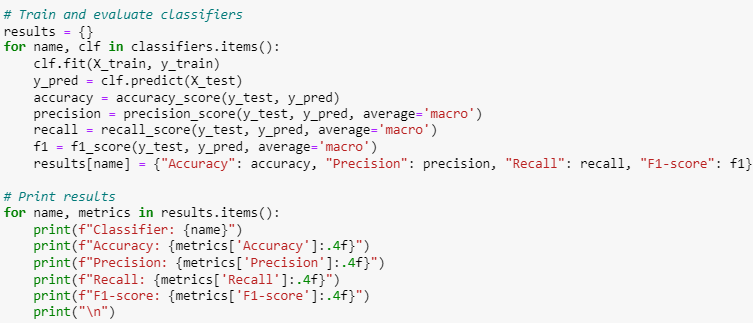 # Train and evaluate classifiers
results = {}
for name, clf in classifiers.items():
    clf.fit(X_train, y_train)
    y_pred = clf.predict(X_test)
    accuracy = accuracy_score(y_test, y_pred)
    precision = precision_score(y_test, y_pred, average='macro')
    recall = recall_score(y_test, y_pred, average='macro')
    f1 = f1_score(y_test, y_pred, average='macro')
    results[name] = {"Accuracy": accuracy, "Precision": precision, "Recall": recall, "F1-score": f1}

# Print results
for name, metrics in results.items():
    print(f"Classifier: {name}")
    print(f"Accuracy: {metrics['Accuracy']:.4f}")
    print(f"Precision: {metrics['Precision']:.4f}")
    print(f"Recall: {metrics['Recall']:.4f}")
    print(f"F1-score: {metrics['F1-score']:.4f}")
    print("\n")